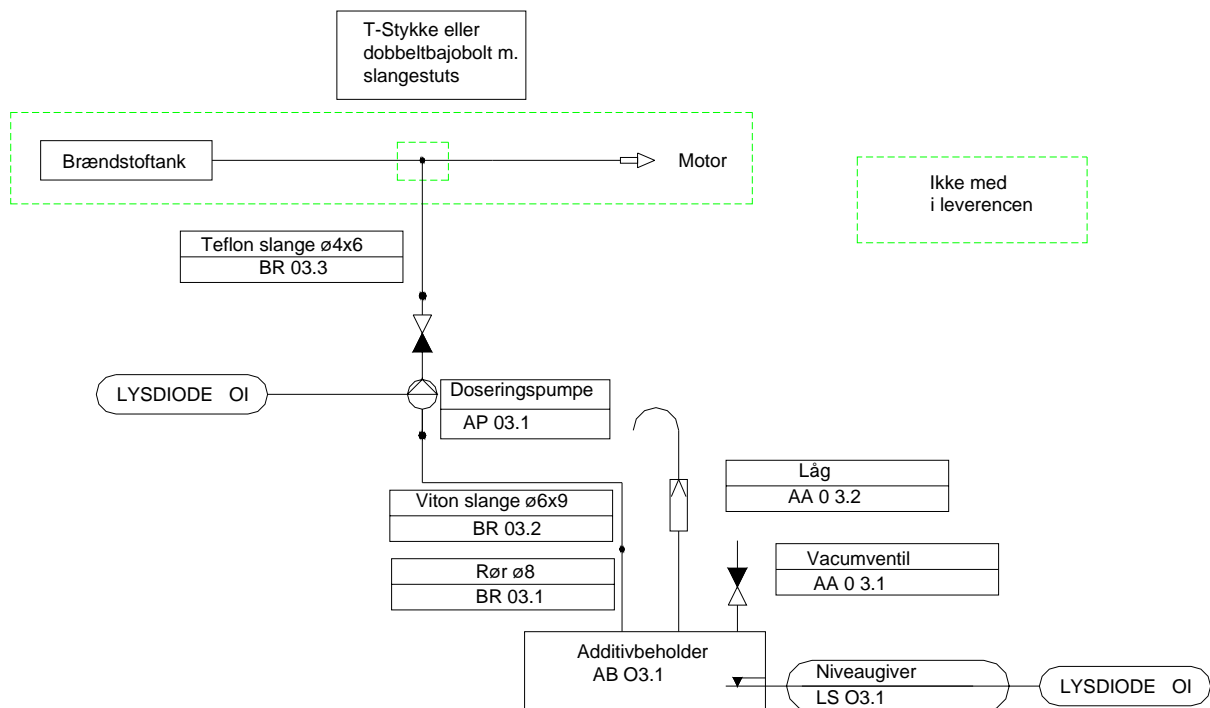 T-Stykke eller
dobbeltbajobolt m.
slangestuts
Brændstoftank
Motor
Ikke med
i leverencen
Teflon slange ø4x6
BR 03.3
LYSDIODE OI
Doseringspumpe
AP 03.1
Låg
AA 0 3.2
Viton slange ø6x9
BR 03.2
Vacumventil
AA 0 3.1
Rør ø8
BR 03.1
Additivbeholder
AB O3.1
Niveaugiver
LS O3.1
LYSDIODE OI